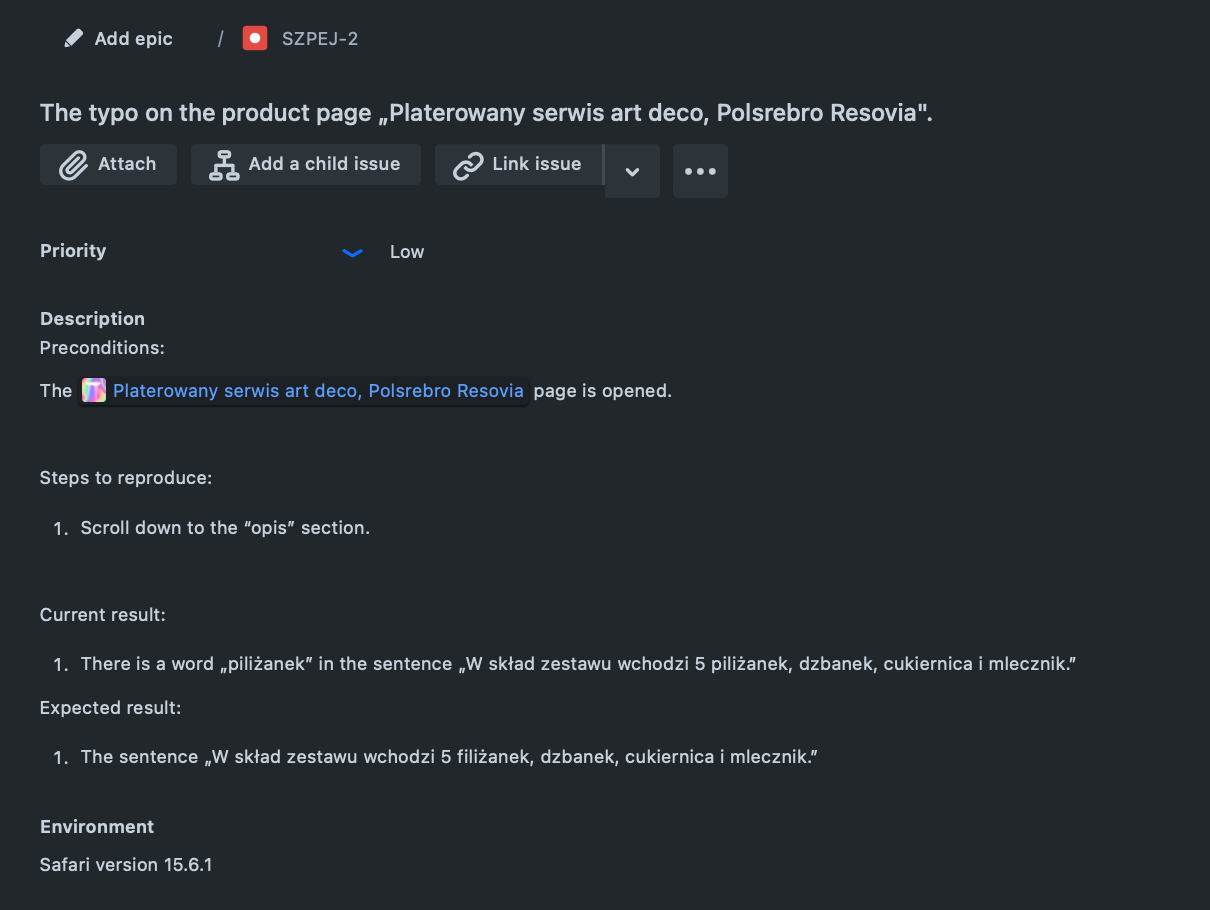 Add epic / SZPEJ-2
The typo on the product page „Platerowany serwis art deco, Polsrebro Resovia".
Attach Add a child issue Link issue
Priority Low
Description
Preconditions:
The Platerowany serwis art deco, Polsrebro Resovia page is opened.
Steps to reproduce:
1. Scroll down to the “opis” section.
Current result:
1. There is a word „piliżanek” in the sentence „W skład zestawu wchodzi 5 piliżanek, dzbanek, cukiernica i mlecznik.”
Expected result:
1. The sentence „W skład zestawu wchodzi 5 filiżanek, dzbanek, cukiernica i mlecznik.”
Environment
Safari version 15.6.1